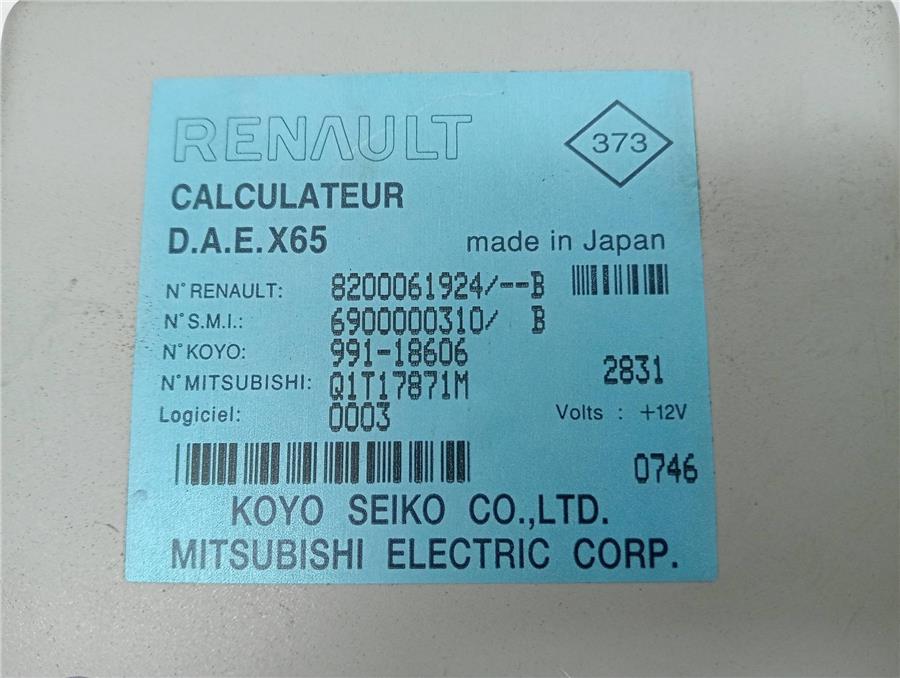 RENAULT
373
CALCULATEUR
D.A.E.X65
made in Japan
N° RENAULT: 8200061924/--B
N° S.M.I.: 6900000310/ B
N° KOYO: 991-18606
2831
N° MITSUBISHI: Q1T17871M
Logiciel: 0003
Volts : +12V
0746
KOYO SEIKO CO.,LTD.
MITSUBISHI ELECTRIC CORP.